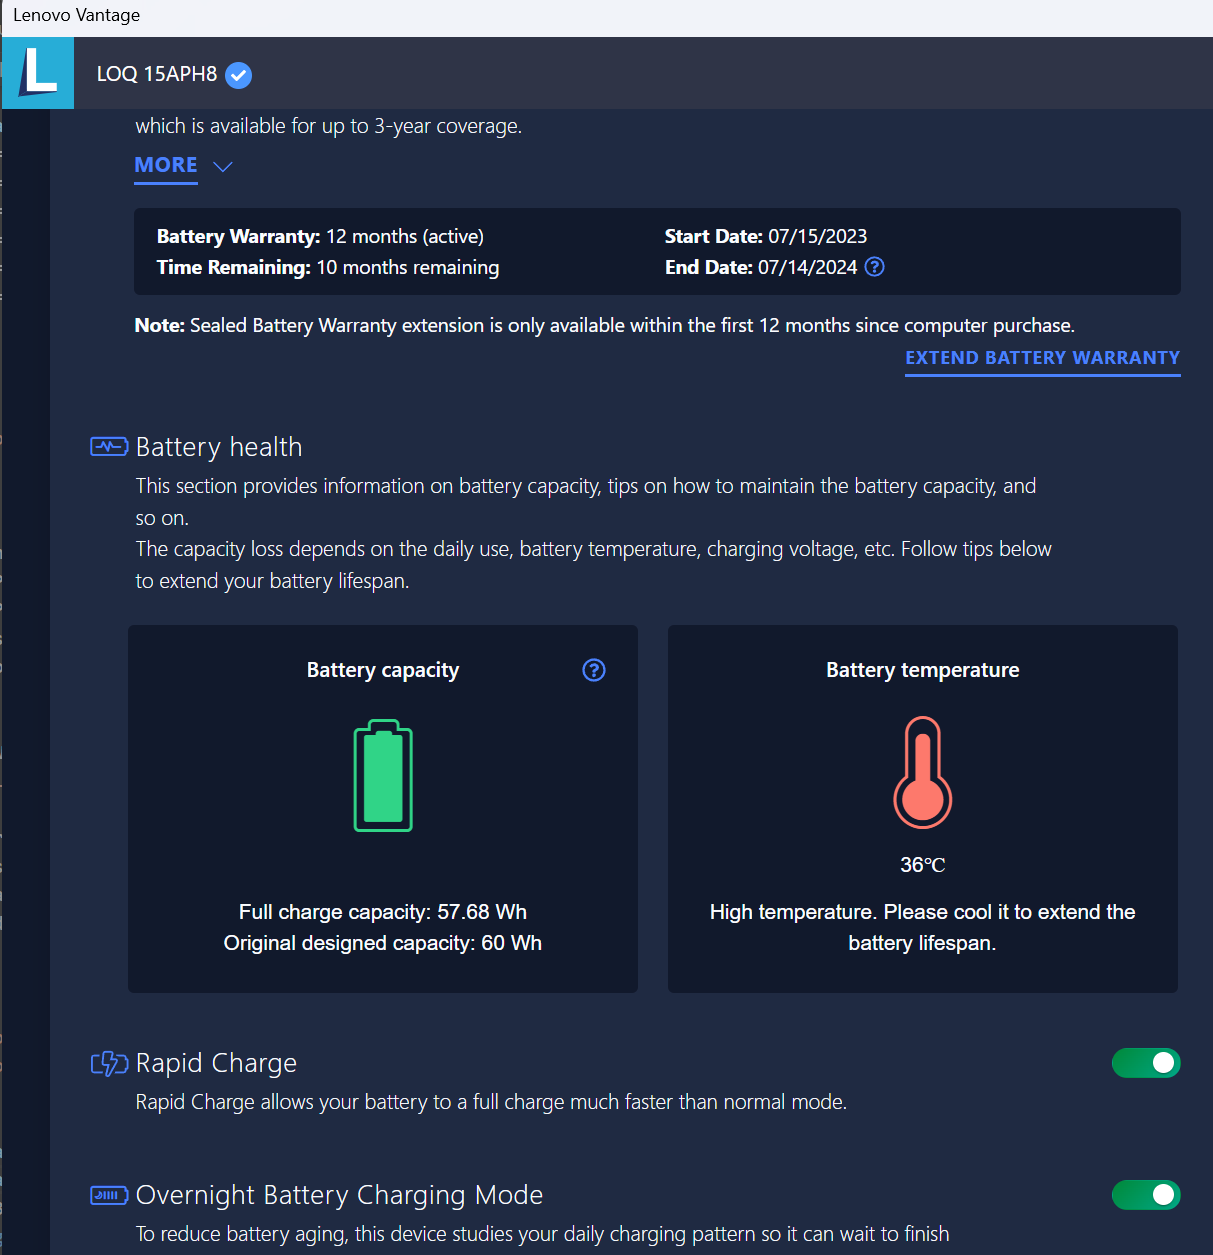 Lenovo Vantage
L
LOQ 15APH8
which is available for up to 3-year coverage.
MORE
Battery Warranty: 12 months (active)
Start Date: 07/15/2023
Time Remaining: 10 months remaining
End Date: 07/14/2024 ?
Note: Sealed Battery Warranty extension is only available within the first 12 months since computer purchase.
EXTEND BATTERY WARRANTY
Battery health
This section provides information on battery capacity, tips on how to maintain the battery capacity, and
so on.
The capacity loss depends on the daily use, battery temperature, charging voltage, etc. Follow tips below
to extend your battery lifespan.
Battery capacity ?
Full charge capacity: 57.68 Wh
Original designed capacity: 60 Wh
Battery temperature
36℃
High temperature. Please cool it to extend the
battery lifespan.
Rapid Charge
Rapid Charge allows your battery to a full charge much faster than normal mode.
Overnight Battery Charging Mode
To reduce battery aging, this device studies your daily charging pattern so it can wait to finish